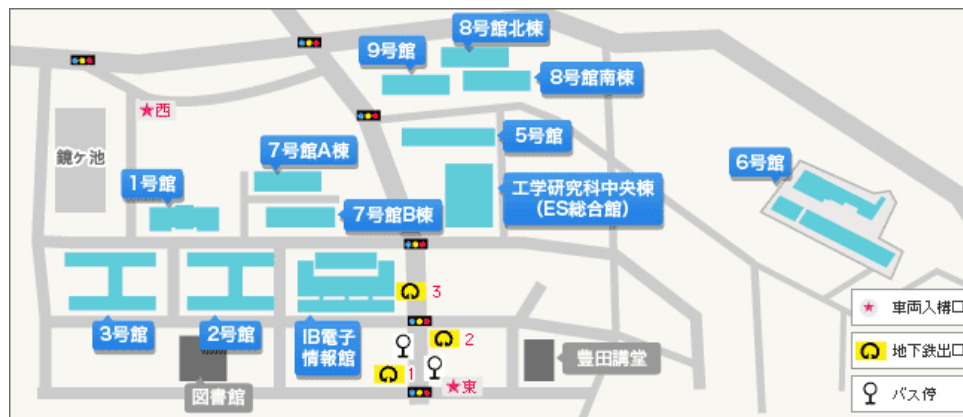 8号館北棟
9号館
8号館南棟
★西
5号館
鏡ヶ池
7号館A棟
6号館
1号館
工学研究科中央棟
（ES総合館）
7号館B棟
3
★車両入構口
3号館
2号館
IB電子
情報館
2
地下鉄出口
豊田講堂
1
★東
図書館
バス停